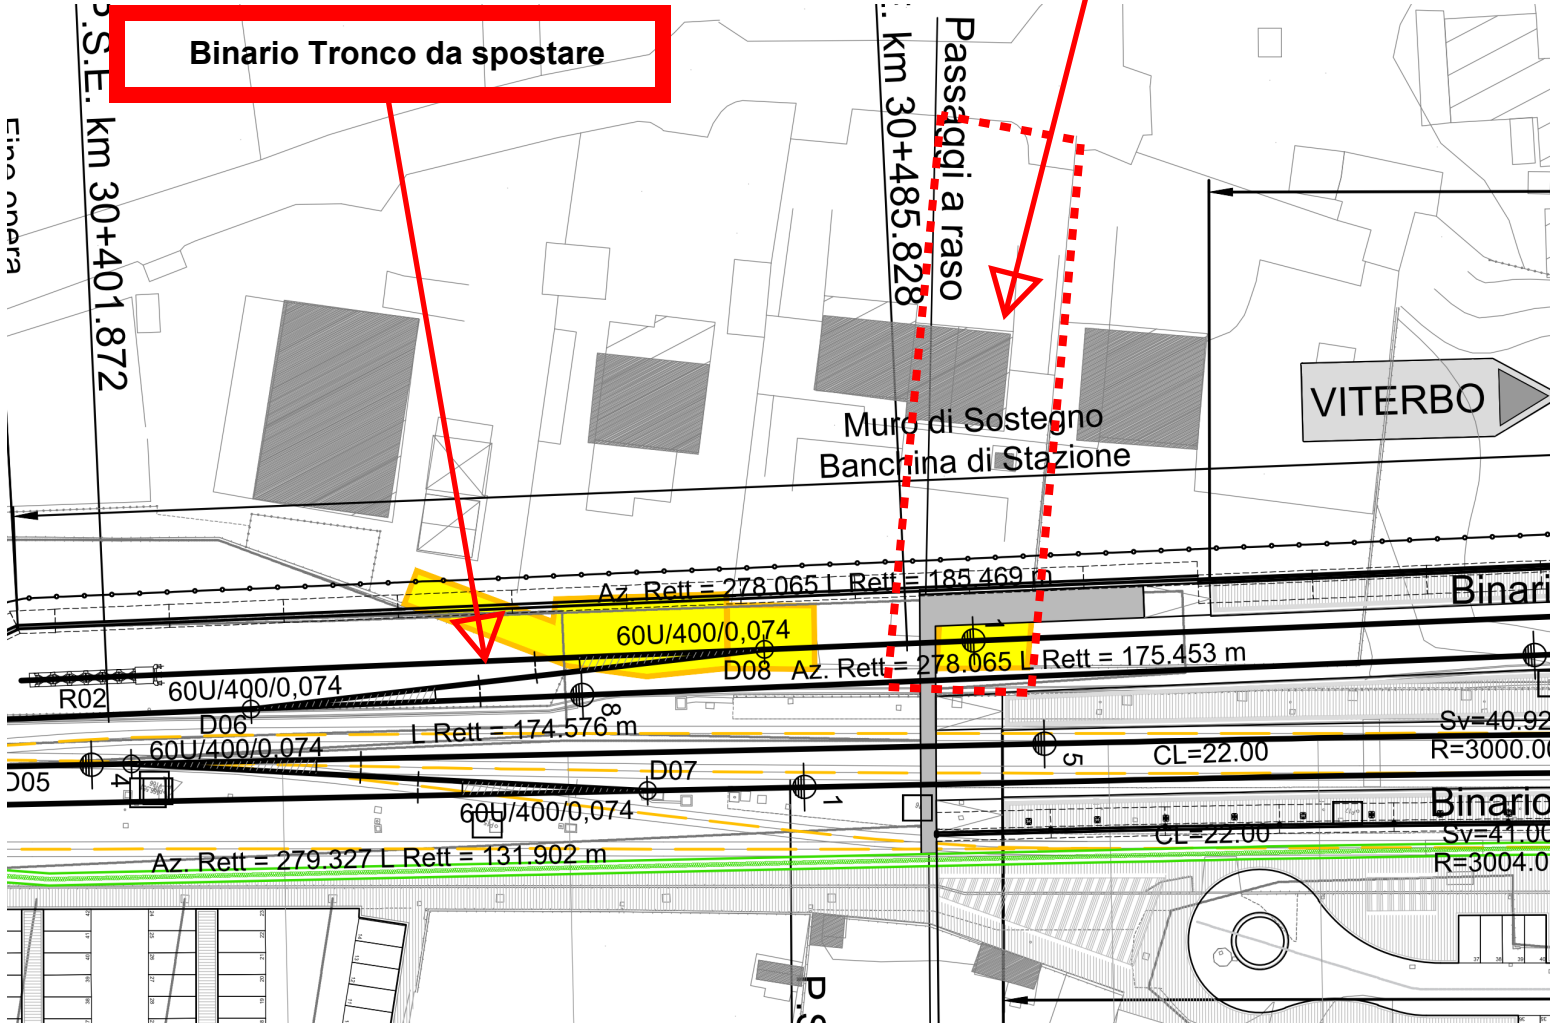 Binario Tronco da spostare
P.S.E. km 30+401.872
km 30+485.828
Passaggi a raso
Fine opera
VITERBO
Muro di Sostegno
Banchina di Stazione
Az. Rett = 278.065 L Rett = 185.469 m
Binari
60U/400/0,074
1
D08
Az. Rett = 278.065 L Rett = 175.453 m
R02
60U/400/0,074
D06
8
L Rett = 174.576 m
Sv=40.92
60U/400/0,074
CL=22.00
R=3000.00
D05
4
D07
5
1
60U/400/0,074
Binario
CL=22.00
Sv=41.00
Az. Rett = 279.327 L Rett = 131.902 m
R=3004.0
P.S